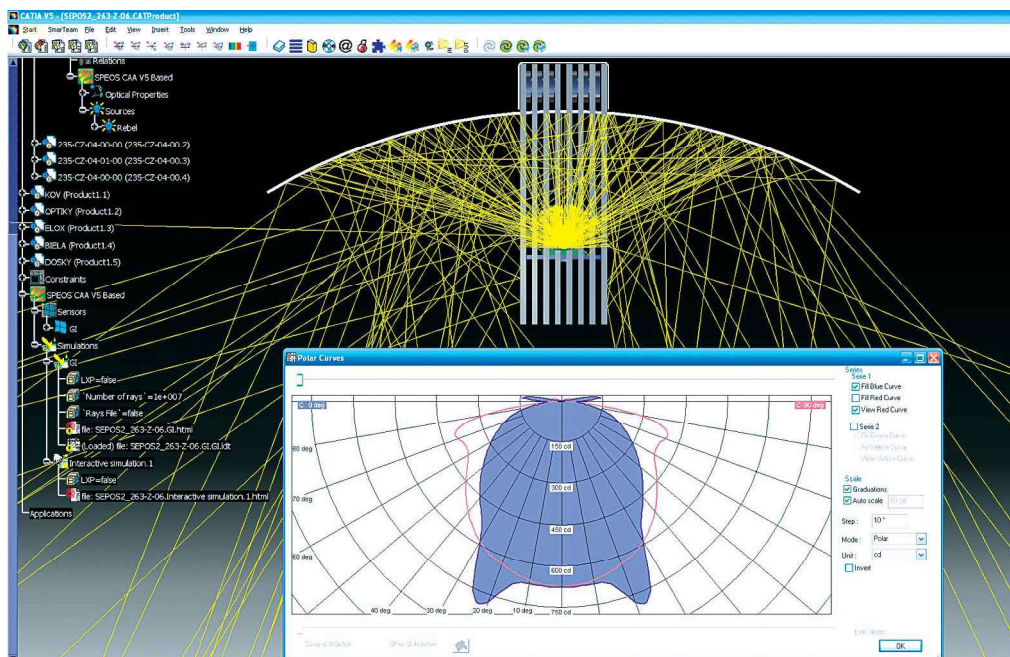 CATIA V5 - [SEPOS2_263-Z-06.CATProduct]
Start SmarTeam File Edit View Insert Tools Window Help
Relations
SPEOS CAA V5 Based
Optical Properties
Sources
Rebel
235-CZ-04-00-00 (235-CZ-04-00-00.2)
235-CZ-04-01-00 (235-CZ-04-00-00.3)
235-CZ-04-00-00 (235-CZ-04-00-00.4)
KOV (Product1.1)
OPTIKY (Product1.2)
ELOX (Product1.3)
BIELA (Product1.4)
DOSKY (Product1.5)
Constraints
SPEOS CAA V5 Based
Sensors
GI
Simulations
GI
LXP=false
`Number of rays`=1e+007
`Rays File`=false
file: SEPOS2_263-Z-06.GI.html
(Loaded) file: SEPOS2_263-Z-06.GI.GI.ldt
Interactive simulation.1
LXP=false
file: SEPOS2_263-Z-06.Interactive simulation.1.html
Applications
Polar Curves
C: 0 deg
C: 90 deg
80 deg
70 deg
60 deg
40 deg
30 deg
20 deg
10 deg
150 cd
300 cd
450 cd
600 cd
750 cd
Series
Serie 1
Fill Blue Curve
Fill Red Curve
View Red Curve
Serie 2
Scale
Graduations
Auto scale
Step : 10 °
Mode : Polar
Unit : cd
Invert
OK